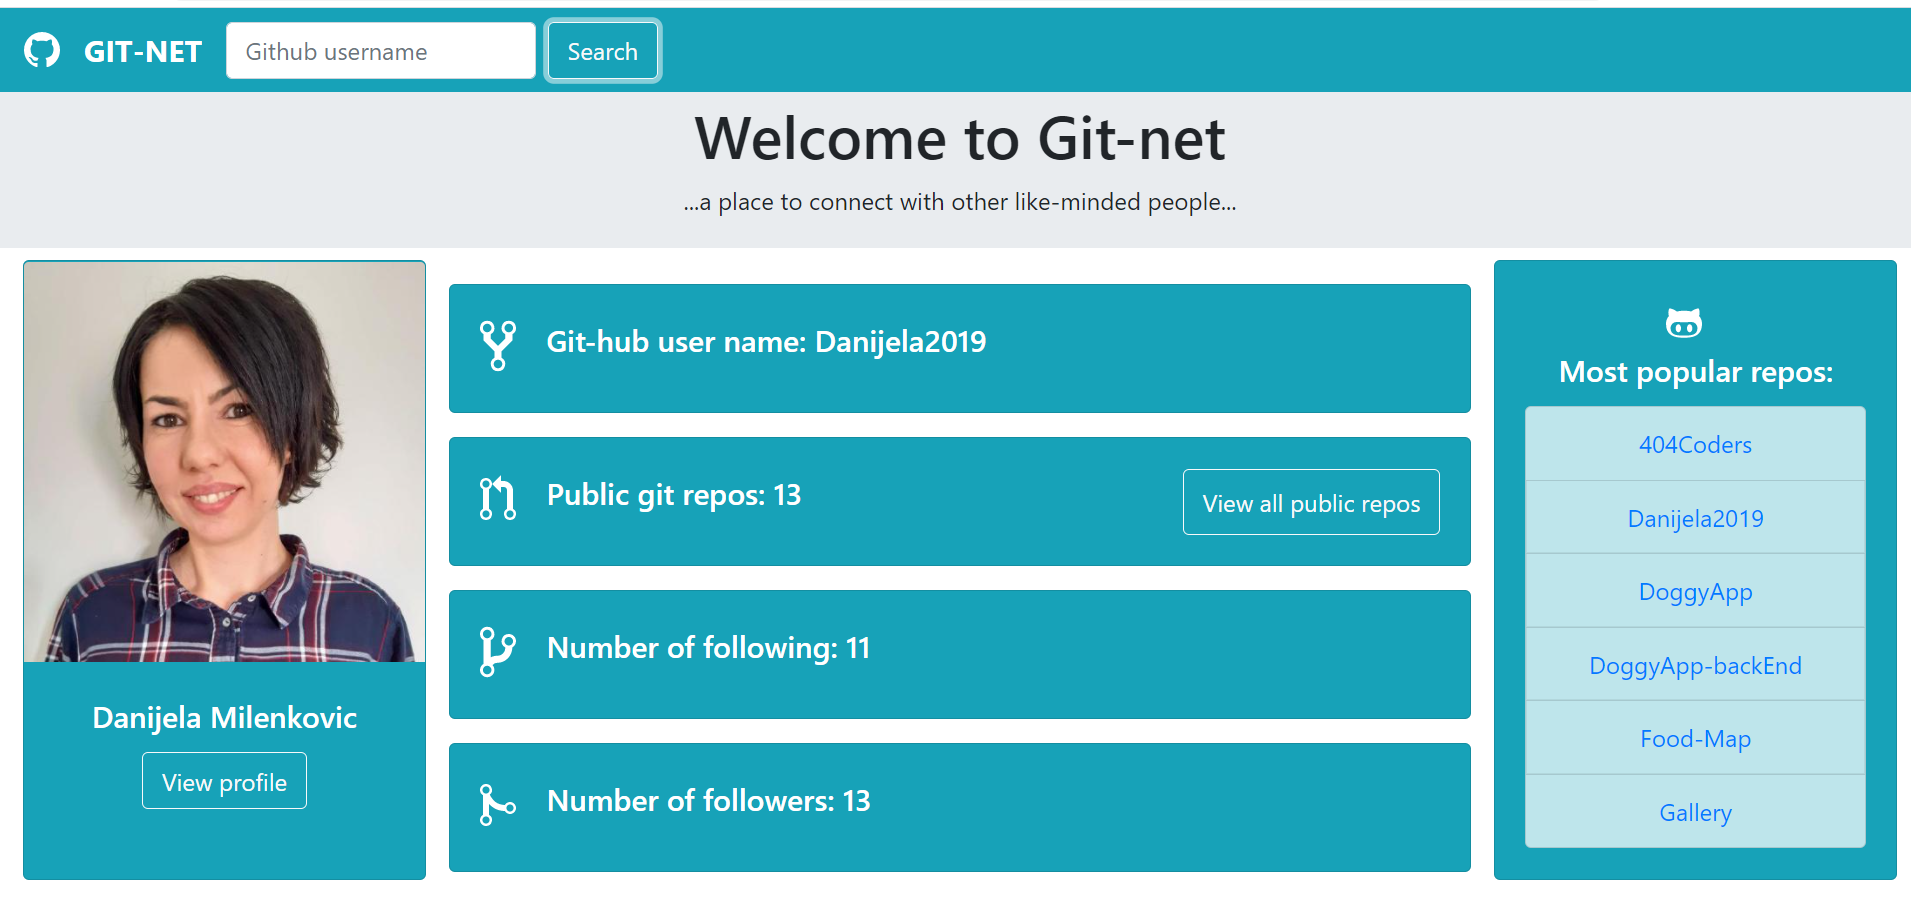 GIT-NET
Github username
Search
Welcome to Git-net
...a place to connect with other like-minded people...
Danijela Milenkovic
View profile
Git-hub user name: Danijela2019
Public git repos: 13
View all public repos
Number of following: 11
Number of followers: 13
Most popular repos:
404Coders
Danijela2019
DoggyApp
DoggyApp-backEnd
Food-Map
Gallery